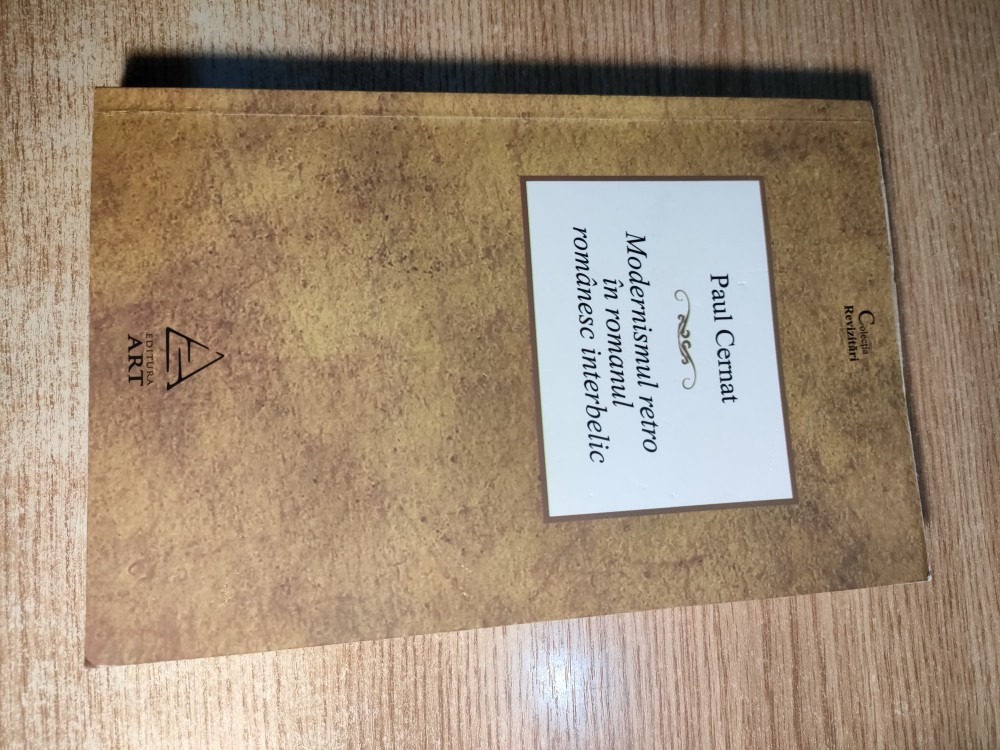 Colecția
Revizitări
Paul Cernat
Modernismul retro
în romanul
românesc interbelic
EDITURA
ART